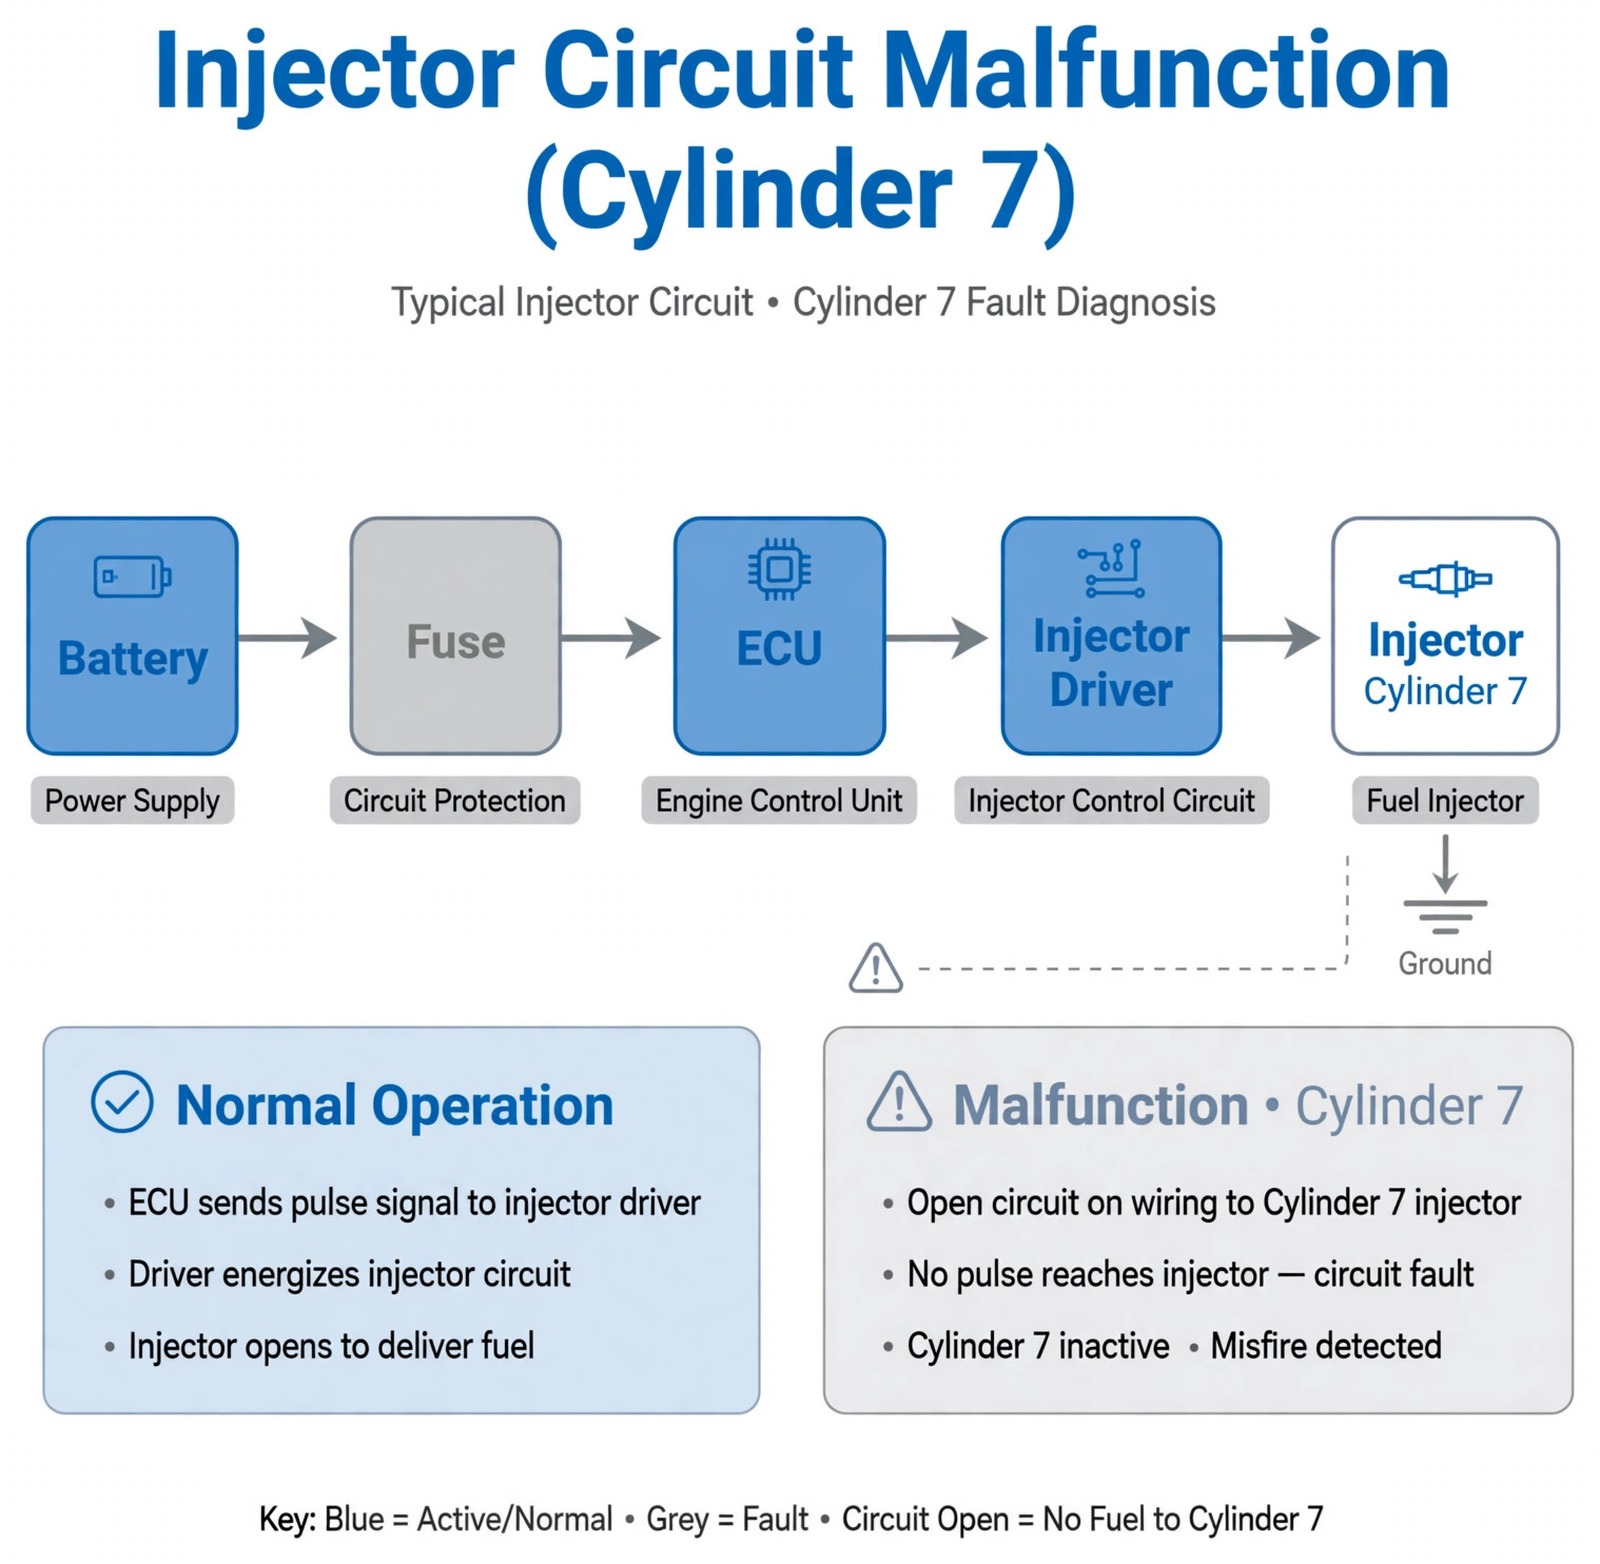 Injector Circuit Malfunction
(Cylinder 7)
Typical Injector Circuit • Cylinder 7 Fault Diagnosis
Battery
Fuse
ECU
Injector
Driver
Injector
Cylinder 7
Power Supply
Circuit Protection
Engine Control Unit
Injector Control Circuit
Fuel Injector
Ground
Normal Operation
• ECU sends pulse signal to injector driver
• Driver energizes injector circuit
• Injector opens to deliver fuel
Malfunction • Cylinder 7
• Open circuit on wiring to Cylinder 7 injector
• No pulse reaches injector — circuit fault
• Cylinder 7 inactive • Misfire detected
Key: Blue = Active/Normal • Grey = Fault • Circuit Open = No Fuel to Cylinder 7